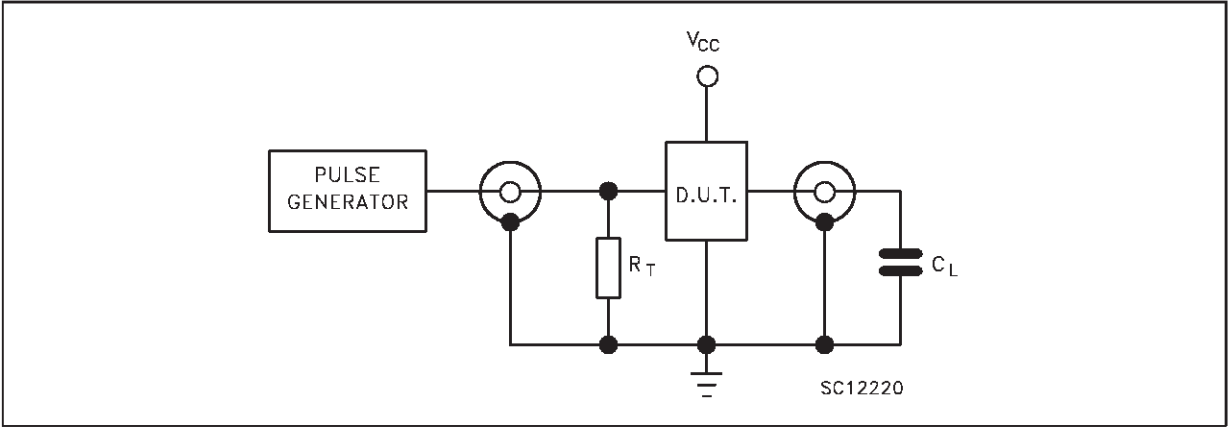 VCC
PULSE
GENERATOR
D.U.T.
RT
CL
SC12220